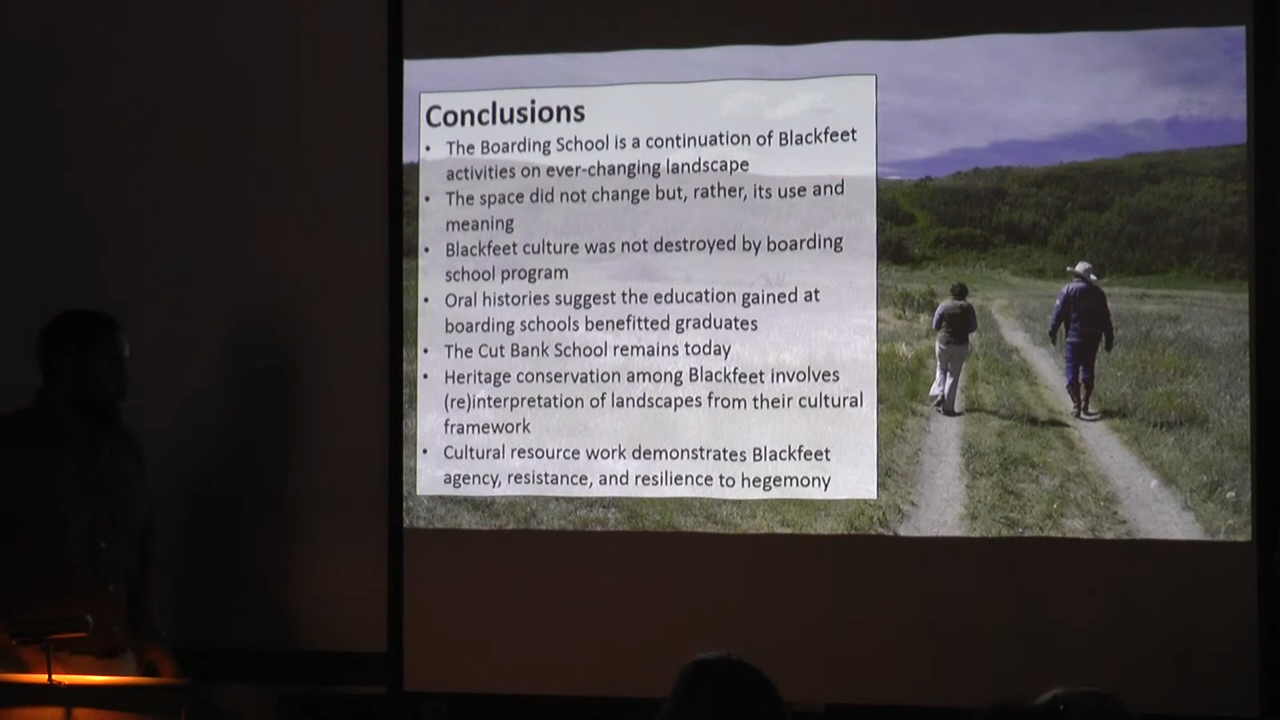 Conclusions
• The Boarding School is a continuation of Blackfeet
activities on ever-changing landscape
• The space did not change but, rather, its use and
meaning
• Blackfeet culture was not destroyed by boarding
school program
• Oral histories suggest the education gained at
boarding schools benefitted graduates
• The Cut Bank School remains today
• Heritage conservation among Blackfeet involves
(re)interpretation of landscapes from their cultural
framework
• Cultural resource work demonstrates Blackfeet
agency, resistance, and resilience to hegemony